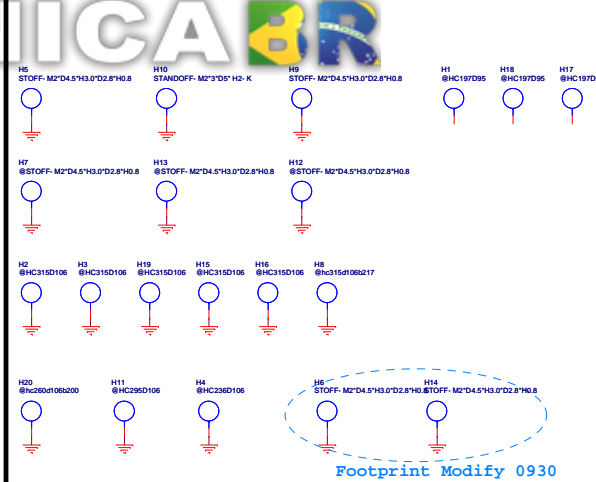 ICABR
H5
STOFF- M2*D4.5*H3.0*D2.8*H0.8
H10
STANDOFF- M2*3*D5* H2- K
H9
STOFF- M2*D4.5*H3.0*D2.8*H0.8
H1
@HC197D95
H18
@HC197D95
H17
@HC197D
H7
@STOFF- M2*D4.5*H3.0*D2.8*H0.8
H13
@STOFF- M2*D4.5*H3.0*D2.8*H0.8
H12
@STOFF- M2*D4.5*H3.0*D2.8*H0.8
H2
@HC315D106
H3
@HC315D106
H19
@HC315D106
H15
@HC315D106
H16
@HC315D106
H8
@hc315d106b217
H20
@hc260d106b200
H11
@HC295D106
H4
@HC236D106
H6
STOFF- M2*D4.5*H3.0*D2.8*H0.8
H14
STOFF- M2*D4.5*H3.0*D2.8*H0.8
Footprint Modify 0930